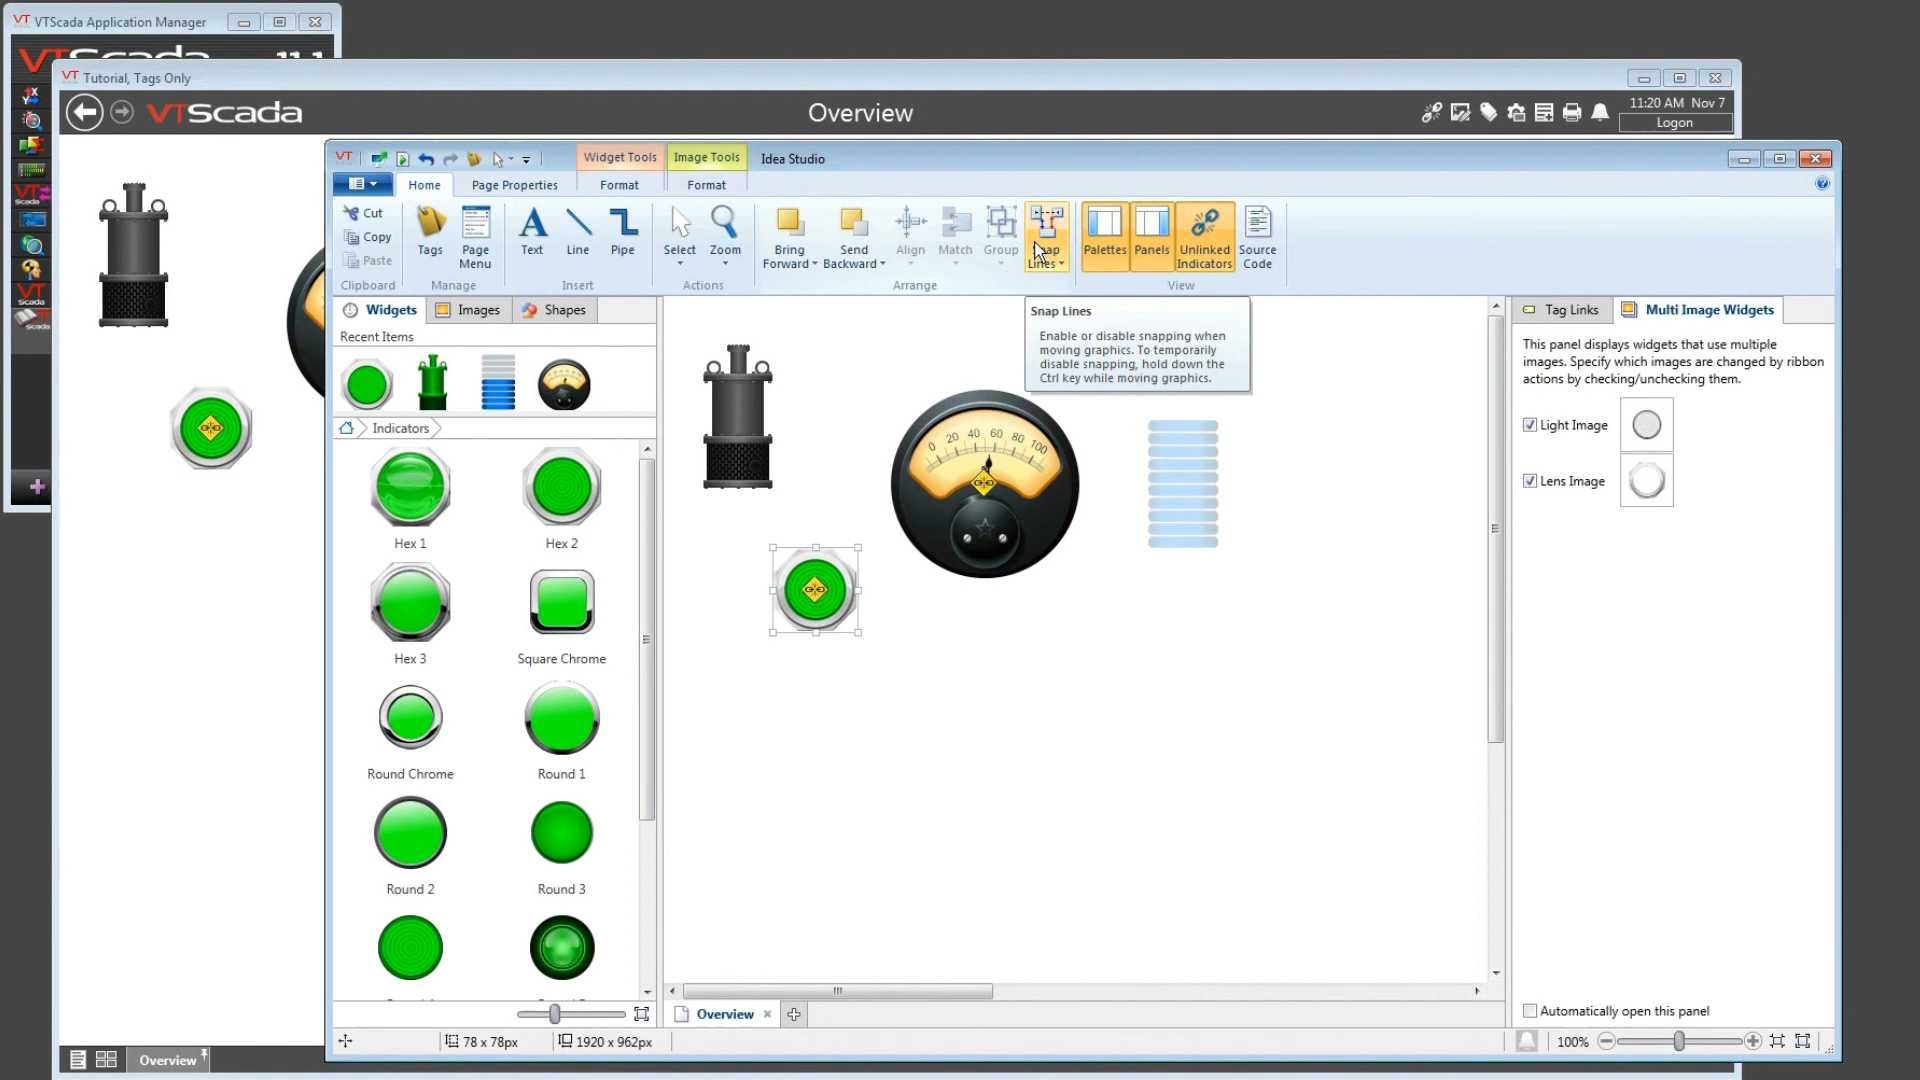 VTScada Application Manager
VTScada 11.1
Tutorial, Tags Only
VTScada
Overview
11:20 AM Nov 7
Logon
Widget Tools
Image Tools
Idea Studio
Home
Page Properties
Format
Format
Cut
Copy
Paste
Clipboard
Tags
Page
Menu
Manage
Text
Line
Pipe
Insert
Select
Zoom
Actions
Bring
Forward
Send
Backward
Align
Match
Group
Snap
Lines
Arrange
Palettes
Panels
Unlinked
Indicators
Source
Code
View
Widgets
Images
Shapes
Recent Items
Indicators
Hex 1
Hex 2
Hex 3
Square Chrome
Round Chrome
Round 1
Round 2
Round 3
Snap Lines
Enable or disable snapping when
moving graphics. To temporarily
disable snapping, hold down the
Ctrl key while moving graphics.
0 20 40 60 80 100
Tag Links
Multi Image Widgets
This panel displays widgets that use multiple
images. Specify which images are changed by ribbon
actions by checking/unchecking them.
Light Image
Lens Image
Automatically open this panel
Overview
78 x 78px
1920 x 962px
100%
Overview